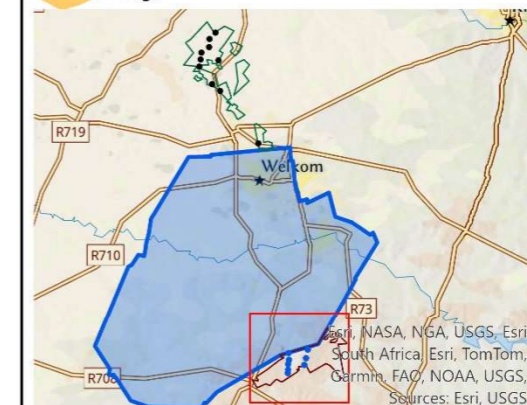 R719
Welkom
R710
R73
R708
Esri, NASA, NGA, USGS, Esri
South Africa, Esri, TomTom,
Garmin, FAO, NOAA, USGS,
Sources: Esri, USGS